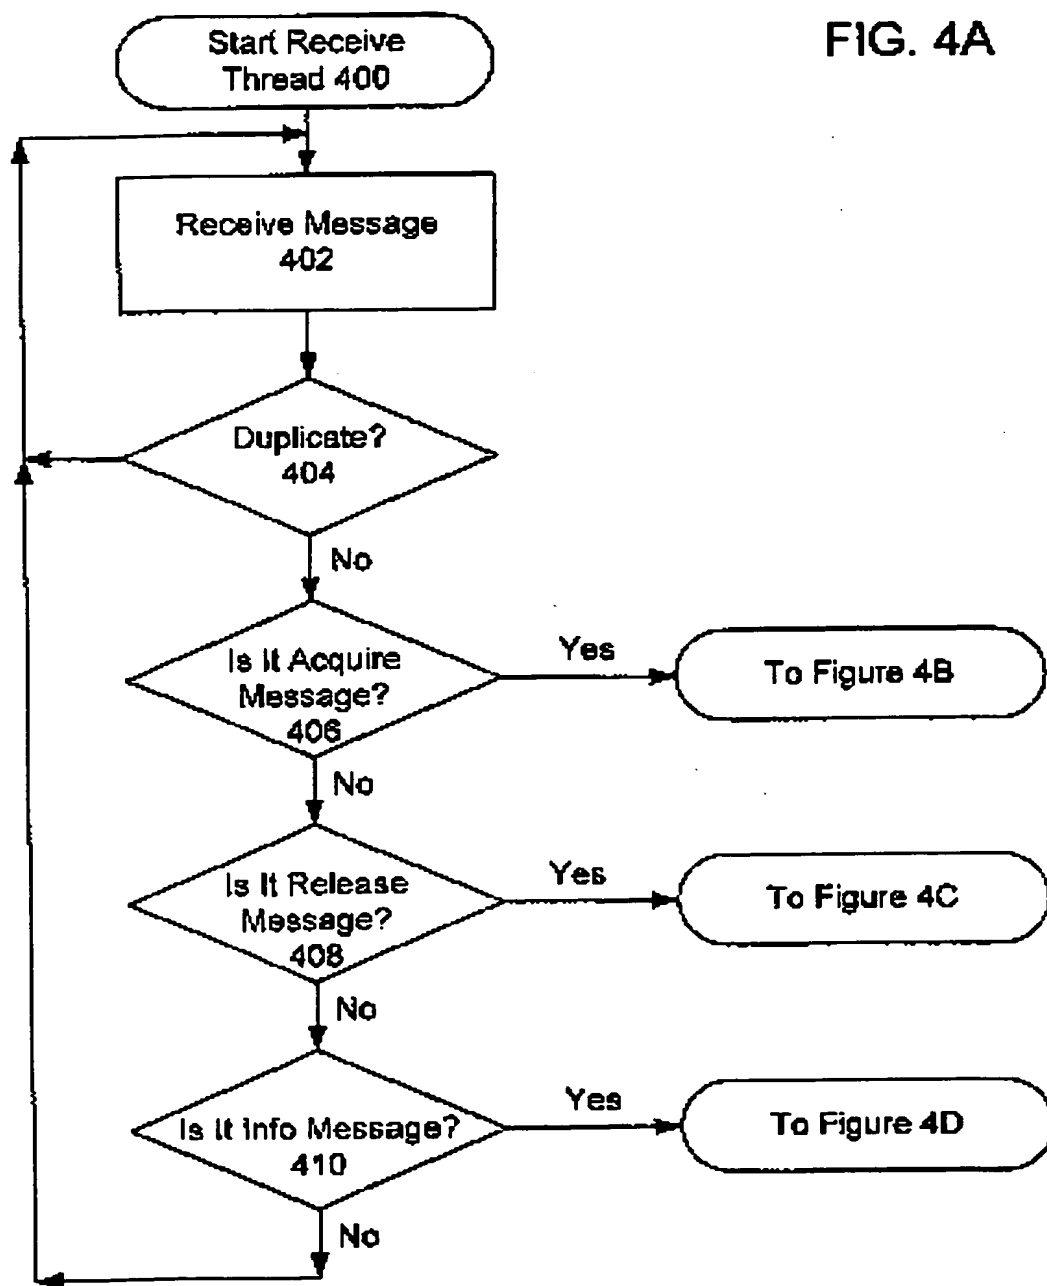 FIG. 4A
Start Receive
Thread 400
Receive Message
402
Duplicate?
404
No
Is It Acquire
Message?
406
Yes
To Figure 4B
No
Is It Release
Message?
408
Yes
To Figure 4C
No
Is It Info Message?
410
Yes
To Figure 4D
No